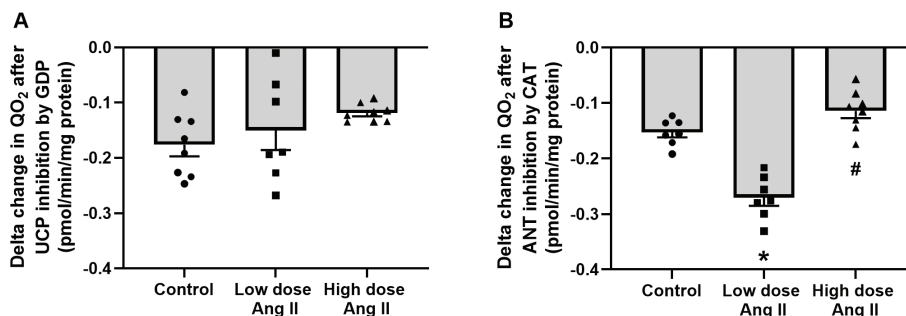 A
Delta change in QO2 after
UCP inhibition by GDP
(pmol/min/mg protein)
0.0
-0.1
-0.2
-0.3
-0.4
Control
Low dose
Ang II
High dose
Ang II
B
Delta change in QO2 after
ANT inhibition by CAT
(pmol/min/mg protein)
0.0
-0.1
-0.2
-0.3
-0.4
*
#
Control
Low dose
Ang II
High dose
Ang II